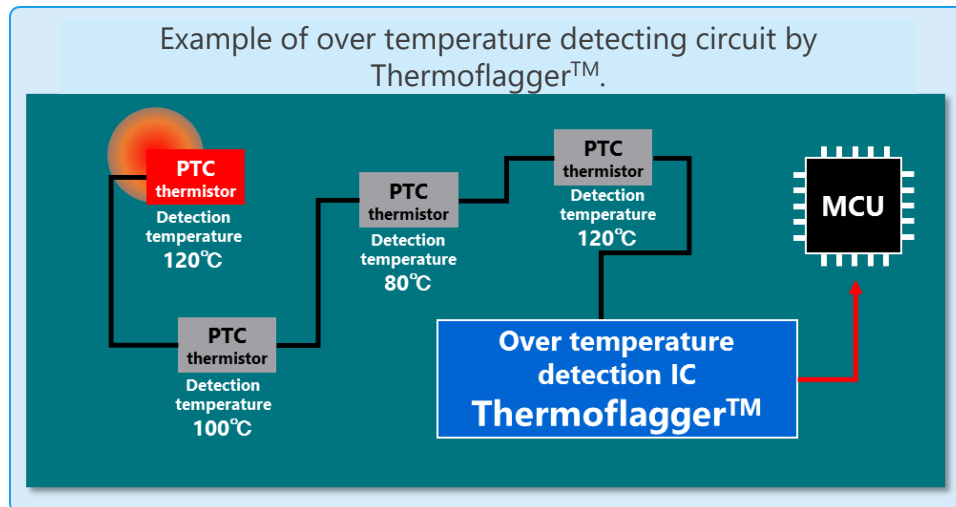 Example of over temperature detecting circuit by
Thermoflagger™.
PTC
thermistor
Detection
temperature
120℃
PTC
thermistor
Detection
temperature
100℃
PTC
thermistor
Detection
temperature
80℃
PTC
thermistor
Detection
temperature
120℃
MCU
Over temperature
detection IC
Thermoflagger™